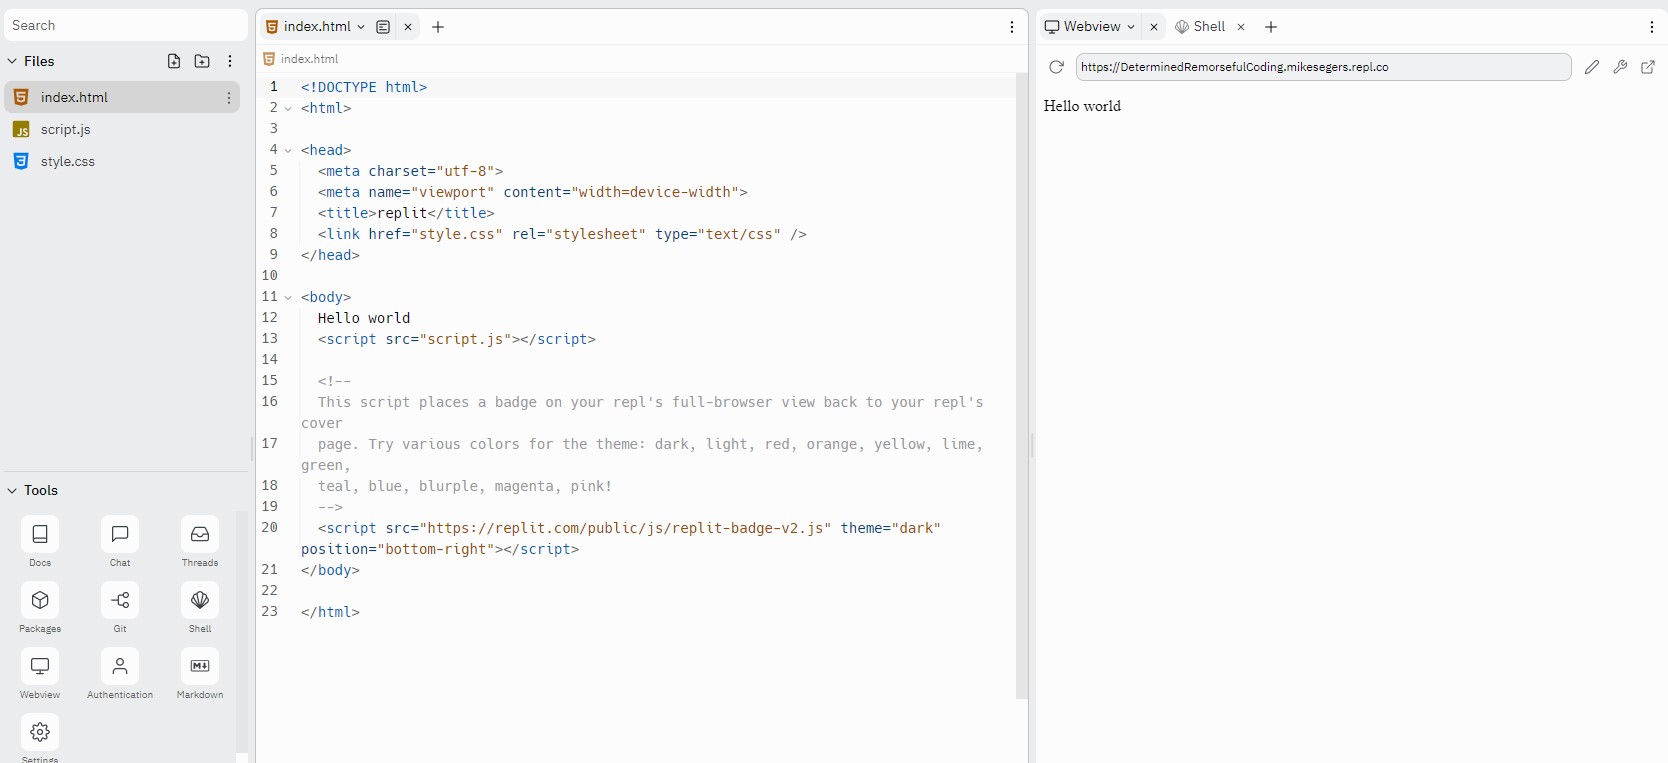 Search
Files
index.html
script.js
style.css
Tools
Docs
Chat
Threads
Packages
Git
Shell
Webview
Authentication
Markdown
Settings
index.html
index.html
1 <!DOCTYPE html>
2 <html>
3
4 <head>
5   <meta charset="utf-8">
6   <meta name="viewport" content="width=device-width">
7   <title>replit</title>
8   <link href="style.css" rel="stylesheet" type="text/css" />
9 </head>
10
11 <body>
12   Hello world
13   <script src="script.js"></script>
14
15   <!--
16   This script places a badge on your repl's full-browser view back to your repl's
cover
17   page. Try various colors for the theme: dark, light, red, orange, yellow, lime,
green,
18   teal, blue, blurple, magenta, pink!
19   -->
20   <script src="https://replit.com/public/js/replit-badge-v2.js" theme="dark"
position="bottom-right"></script>
21 </body>
22
23 </html>
Webview
Shell
https://DeterminedRemorsefulCoding.mikesegers.repl.co
Hello world